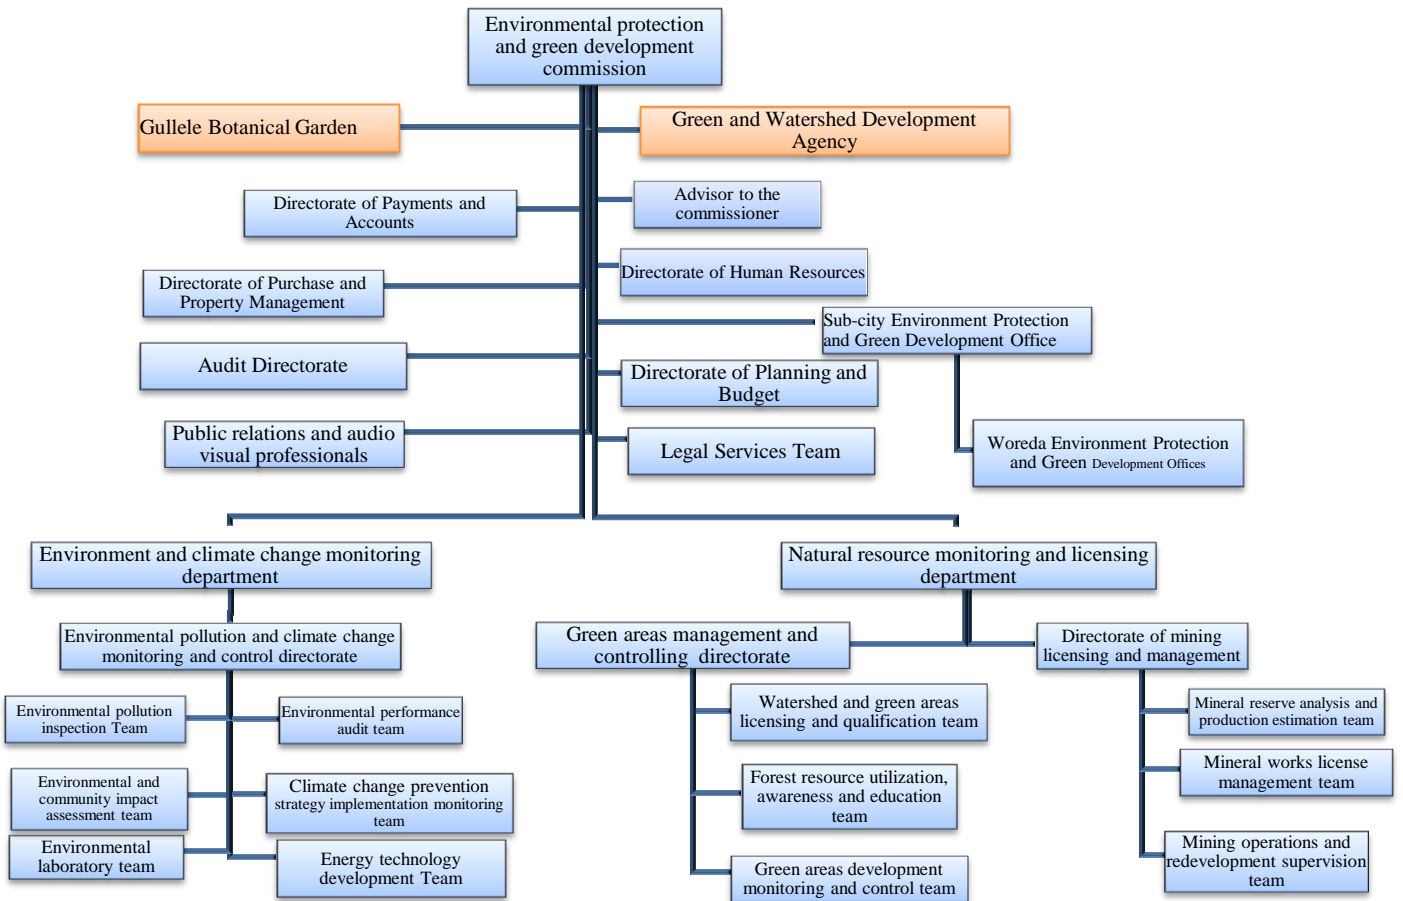 Environmental protection
and green development
commission
Gullele Botanical Garden
Green and Watershed Development
Agency
Directorate of Payments and
Accounts
Advisor to the
commissioner
Directorate of Purchase and
Property Management
Directorate of Human Resources
Sub-city Environment Protection
and Green Development Office
Audit Directorate
Directorate of Planning and
Budget
Public relations and audio
visual professionals
Legal Services Team
Woreda Environment Protection
and Green Development Offices
Environment and climate change monitoring
department
Natural resource monitoring and licensing
department
Environmental pollution and climate change
monitoring and control directorate
Green areas management and
controlling directorate
Directorate of mining
licensing and management
Environmental pollution
inspection Team
Environmental performance
audit team
Environmental and
community impact
assessment team
Climate change prevention
strategy implementation monitoring
team
Environmental
laboratory team
Energy technology
development Team
Watershed and green areas
licensing and qualification team
Forest resource utilization,
awareness and education
team
Green areas development
monitoring and control team
Mineral reserve analysis and
production estimation team
Mineral works license
management team
Mining operations and
redevelopment supervision
team